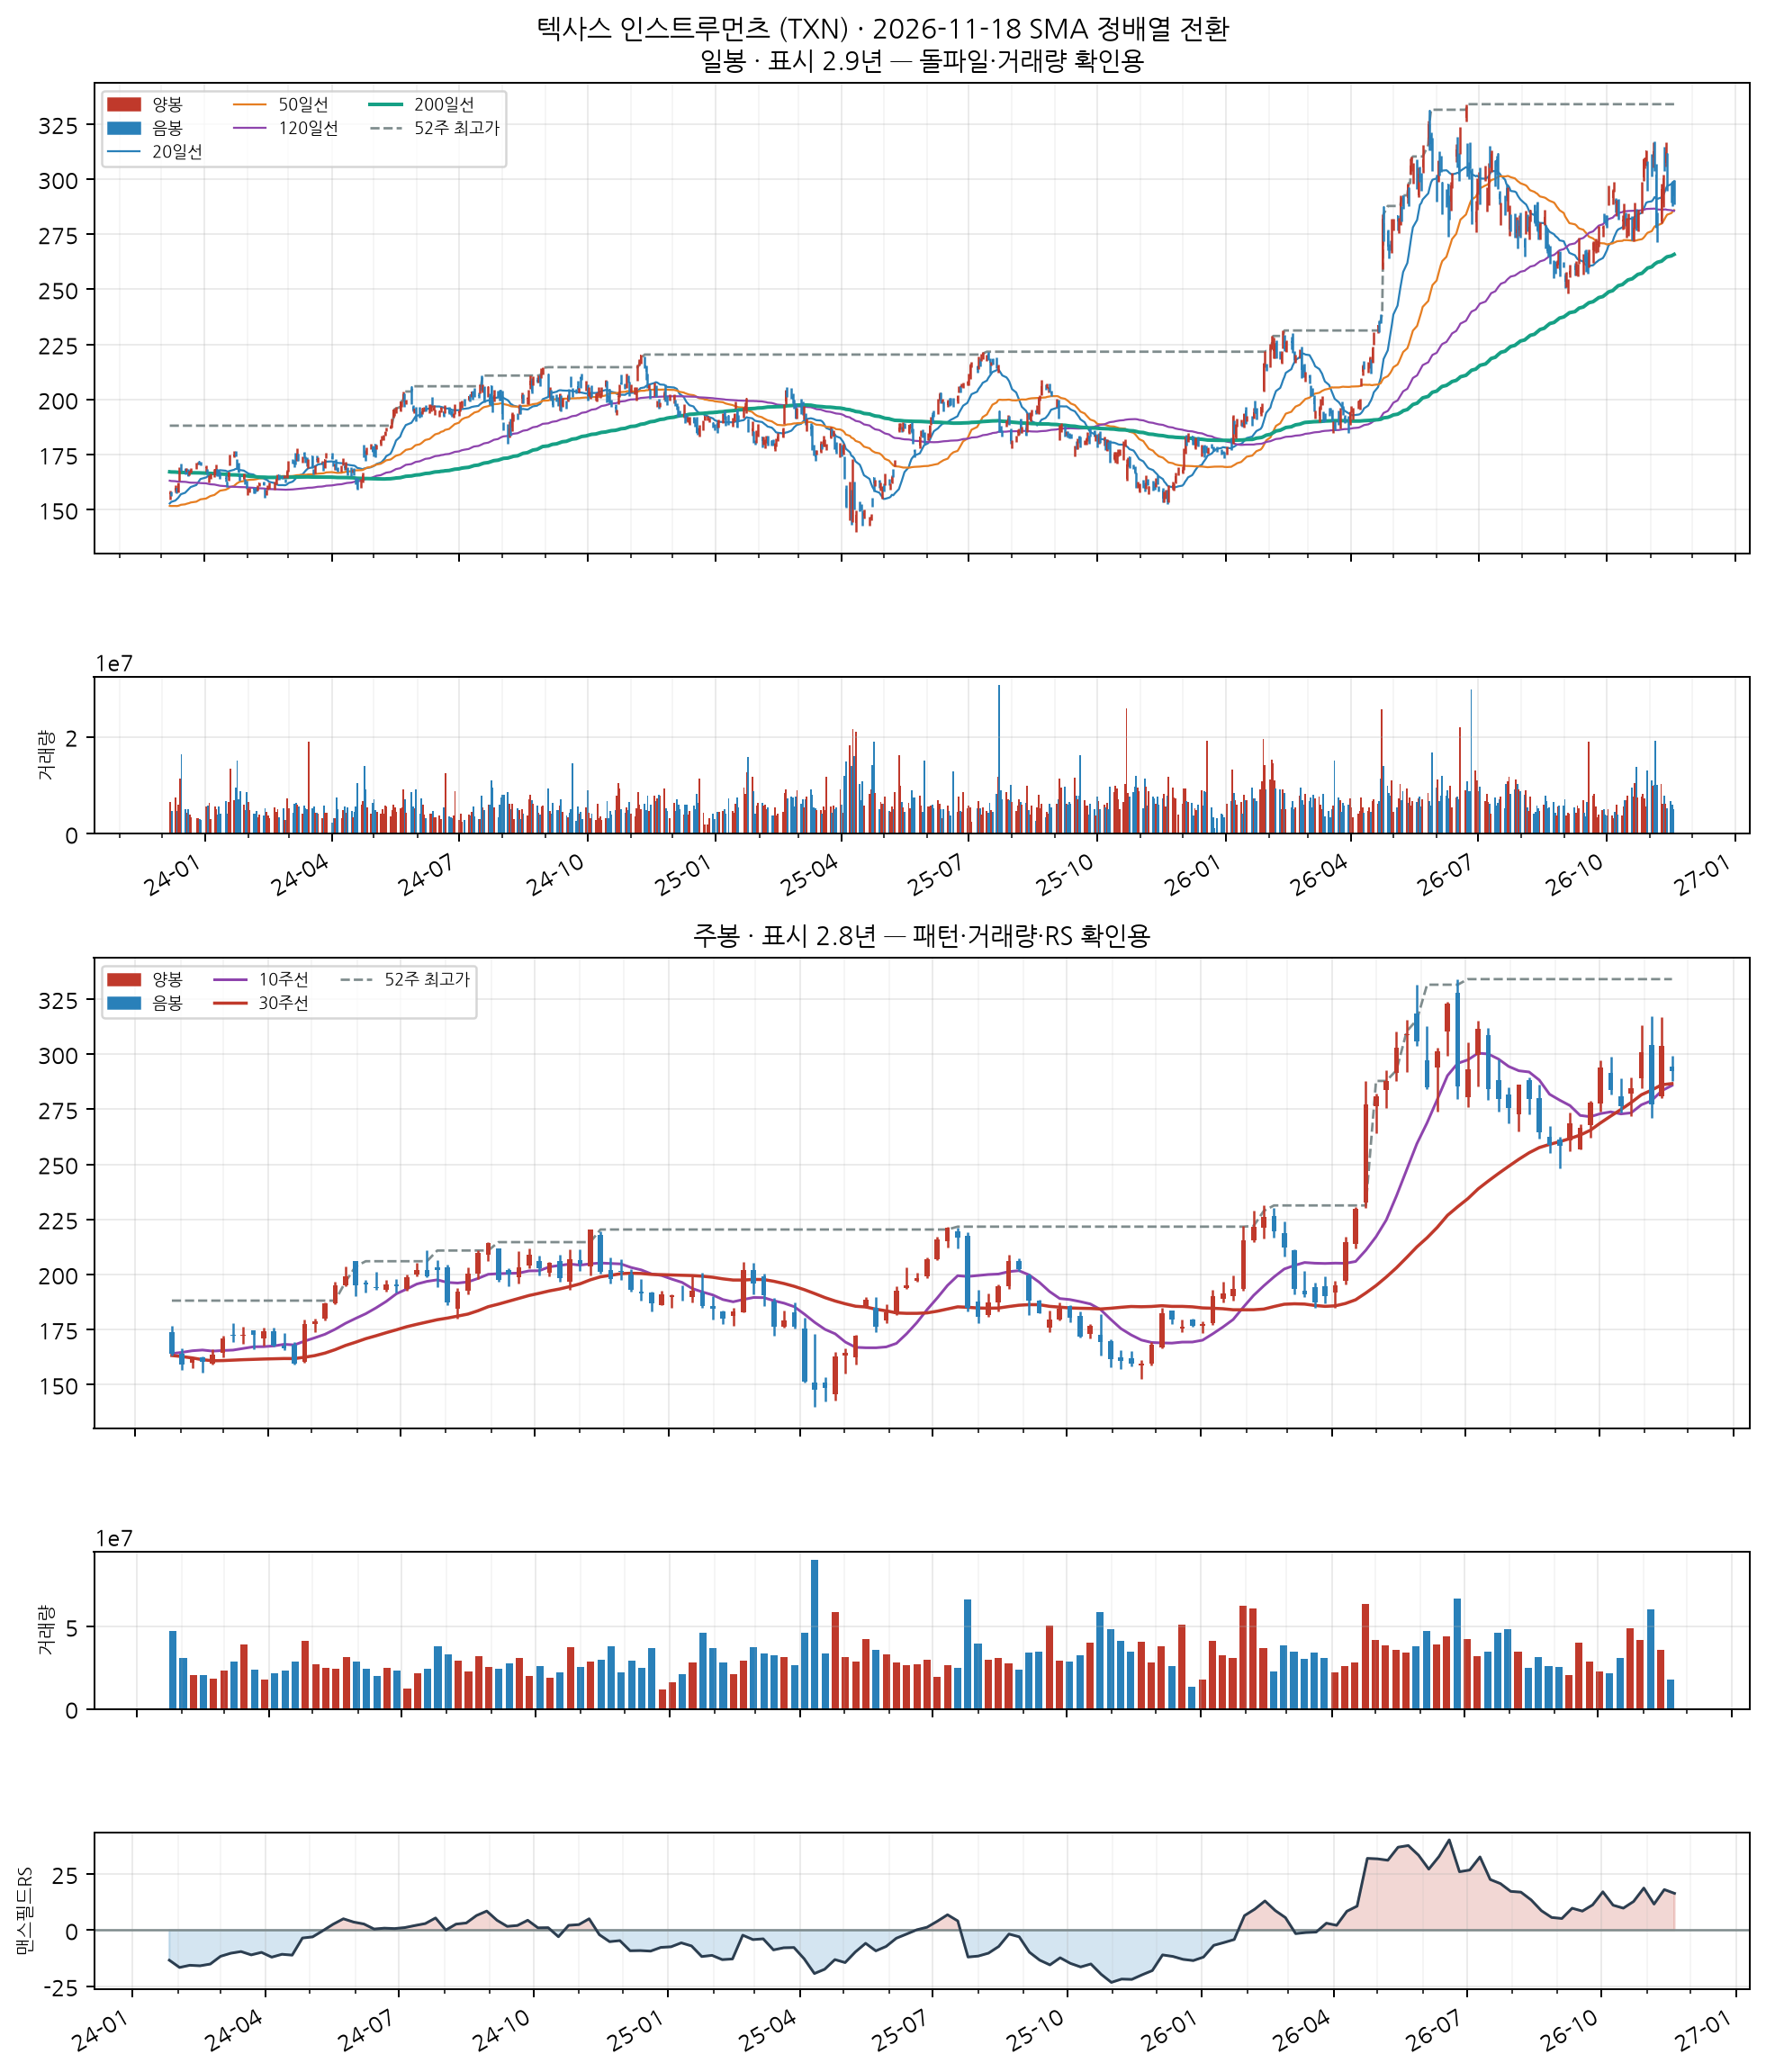 텍사스 인스트루먼츠 (TXN) · 2026-11-18 SMA 정배열 전환
일봉 · 표시 2.9년 — 돌파일·거래량 확인용
양봉
음봉
20일선
50일선
120일선
200일선
52주 최고가
325
300
275
250
225
200
175
150
1e7
거래량
2
0
24-01
24-04
24-07
24-10
25-01
25-04
25-07
25-10
26-01
26-04
26-07
26-10
27-01
주봉 · 표시 2.8년 — 패턴·거래량·RS 확인용
양봉
음봉
10주선
30주선
52주 최고가
325
300
275
250
225
200
175
150
1e7
거래량
5
0
맨스필드RS
25
0
-25
24-01
24-04
24-07
24-10
25-01
25-04
25-07
25-10
26-01
26-04
26-07
26-10
27-01